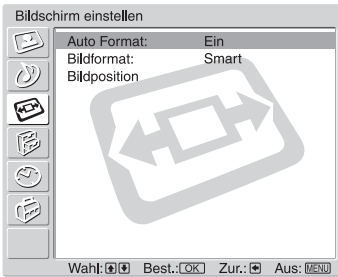 Bildschirm einstellen
Auto Format: Ein
Bildformat: Smart
Bildposition
Wahl: Best.: OK Zur.: Aus: MENU